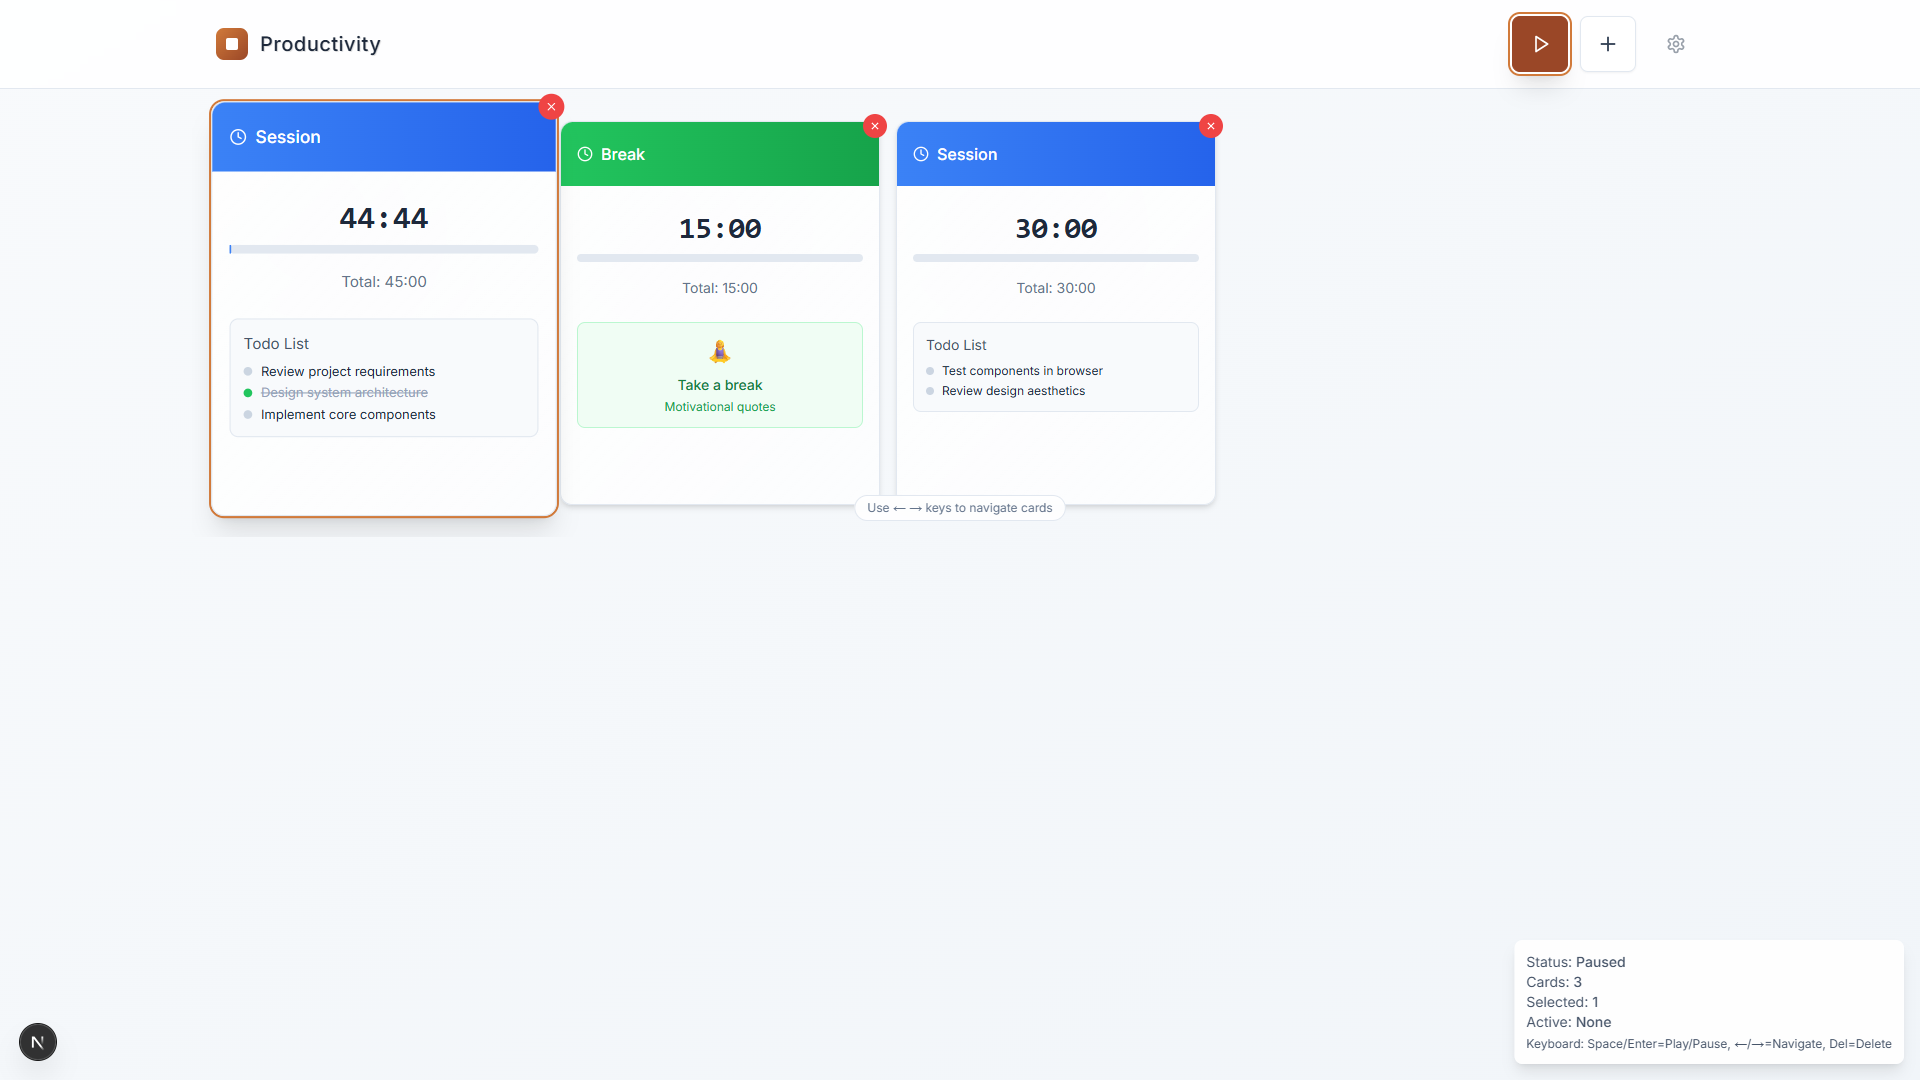 Productivity
Session
44:44
Total: 45:00
Todo List
Review project requirements
Design system architecture
Implement core components
Break
15:00
Total: 15:00
Take a break
Motivational quotes
Session
30:00
Total: 30:00
Todo List
Test components in browser
Review design aesthetics
Use ←→ keys to navigate cards
Status: Paused
Cards: 3
Selected: 1
Active: None
Keyboard: Space/Enter=Play/Pause, ←/→=Navigate, Del=Delete
N